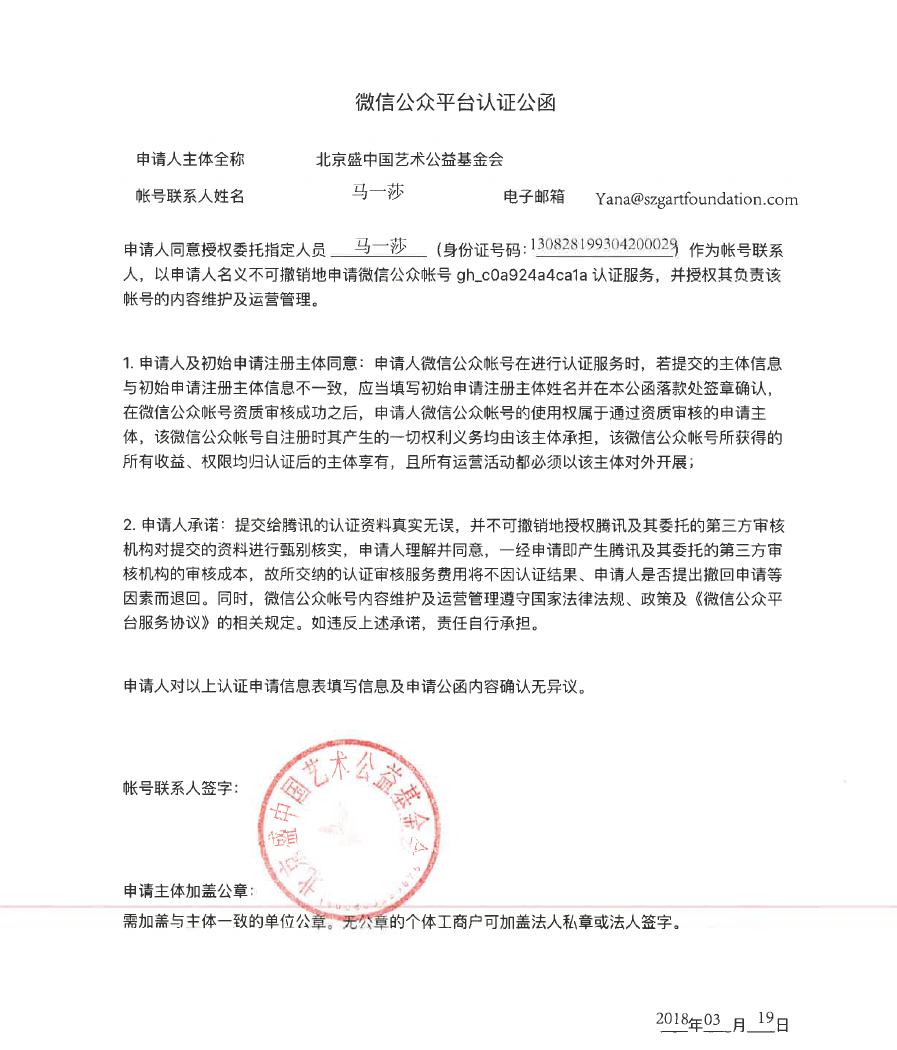 微信公众平台认证公函
申请人主体全称 北京盛中国艺术公益基金会
帐号联系人姓名 马一莎 电子邮箱 Yana@szgartfoundation.com
申请人同意授权委托指定人员 马一莎 (身份证号码: 130828199304200029) 作为帐号联系
人，以申请人名义不可撤销地申请微信公众帐号 gh_c0a924a4ca1a 认证服务，并授权其负责该
帐号的内容维护及运营管理。
1. 申请人及初始申请注册主体同意：申请人微信公众帐号在进行认证服务时，若提交的主体信息
与初始申请注册主体信息不一致，应当填写初始申请注册主体姓名并在本公函落款处签章确认，
在微信公众帐号资质审核成功之后，申请人微信公众帐号的使用权属于通过资质审核的申请主
体，该微信公众帐号自注册时其产生的一切权利义务均由该主体承担，该微信公众帐号所获得的
所有收益、权限均归认证后的主体享有，且所有运营活动都必须以该主体对外开展；
2. 申请人承诺：提交给腾讯的认证资料真实无误，并不可撤销地授权腾讯及其委托的第三方审核
机构对提交的资料进行甄别核实，申请人理解并同意，一经申请即产生腾讯及其委托的第三方审
核机构的审核成本，故所交纳的认证审核服务费用将不因认证结果、申请人是否提出撤回申请等
因素而退回。同时，微信公众帐号内容维护及运营管理遵守国家法律法规、政策及《微信公众平
台服务协议》的相关规定。如违反上述承诺，责任自行承担。
申请人对以上认证申请信息表填写信息及申请公函内容确认无异议。
北京盛中国艺术公益基金会
帐号联系人签字：
申请主体加盖公章：
需加盖与主体一致的单位公章。无公章的个体工商户可加盖法人私章或法人签字。
2018年03月19日